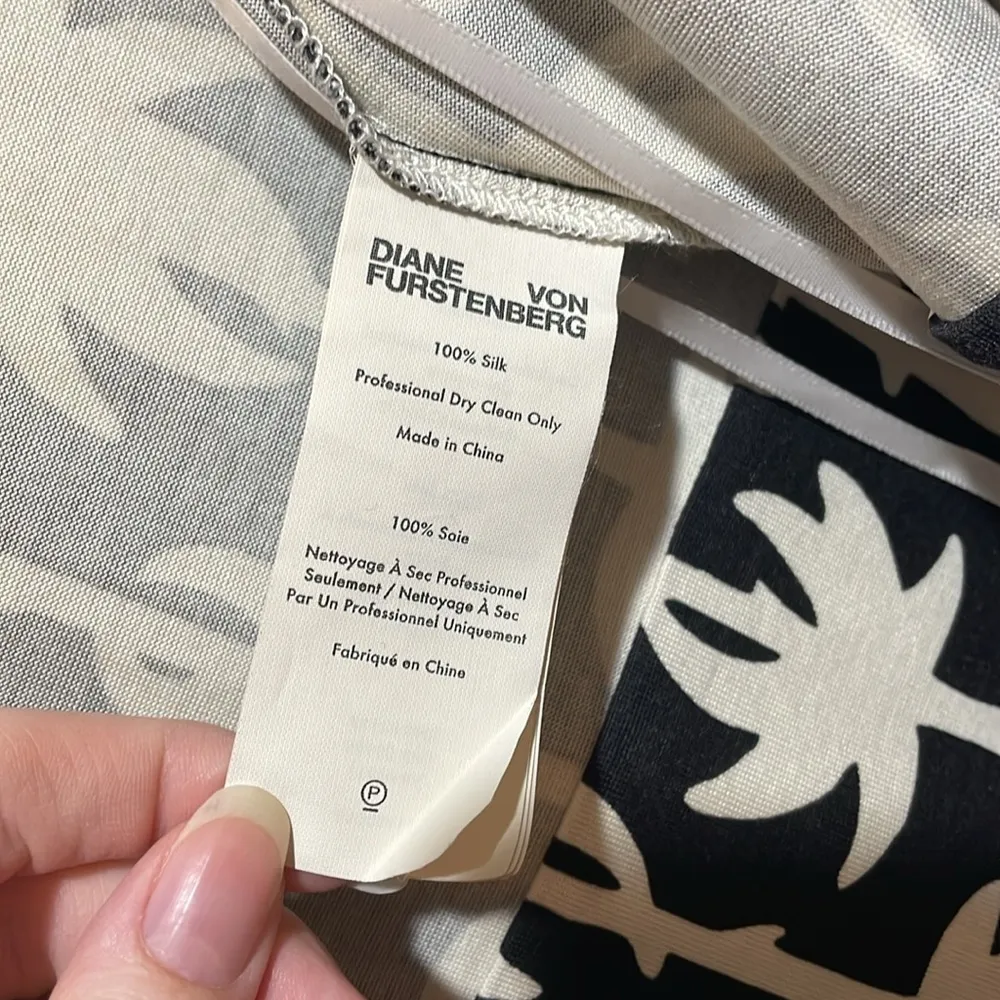 DIANE VON
FURSTENBERG
100% Silk
Professional Dry Clean Only
Made in China
100% Soie
Nettoyage À Sec Professionnel
Seulement / Nettoyage À Sec
Par Un Professionnel Uniquement
Fabriqué en Chine
P